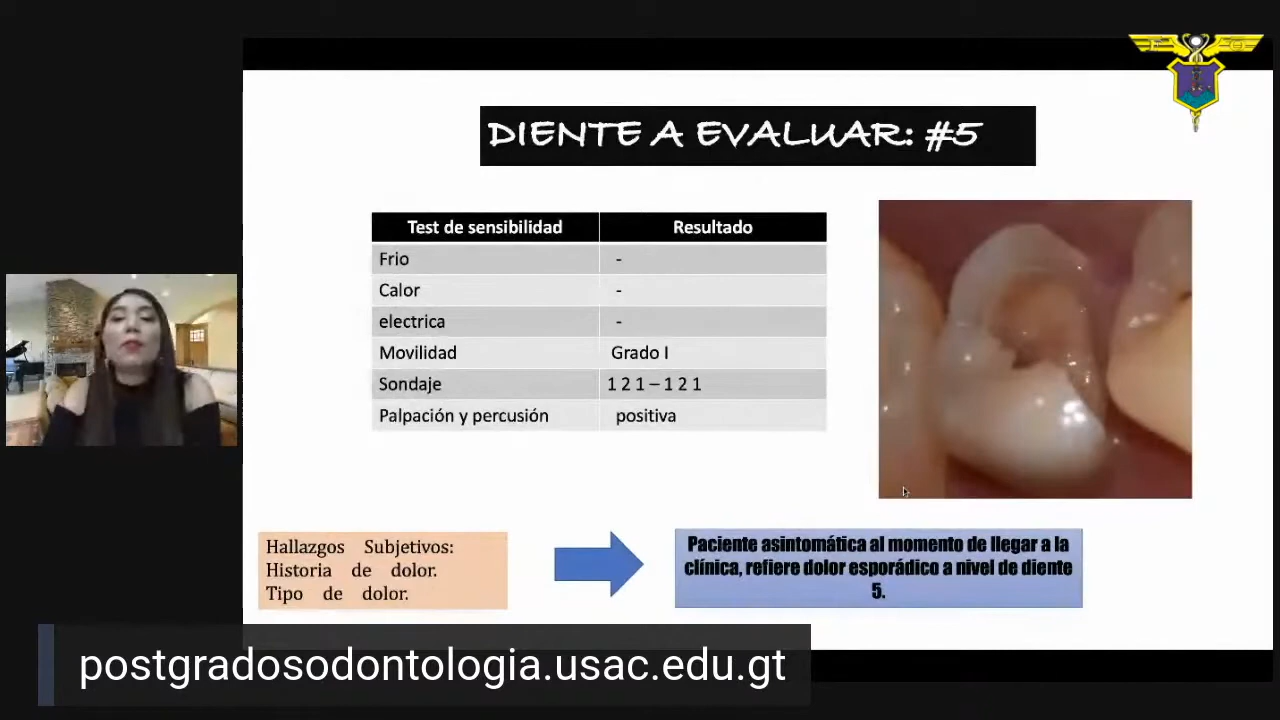 DIENTE A EVALUAR: #5
Test de sensibilidad Resultado
Frio -
Calor -
electrica -
Movilidad Grado I
Sondaje 1 2 1 – 1 2 1
Palpación y percusión positiva
Hallazgos Subjetivos:
Historia de dolor.
Tipo de dolor.
Paciente asintomática al momento de llegar a la
clínica, refiere dolor esporádico a nivel de diente
5.
postgradosodontologia.usac.edu.gt